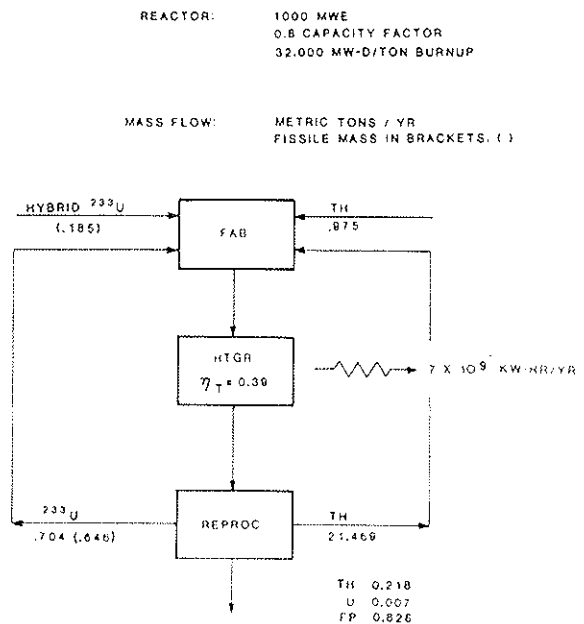 REACTOR: 1000 MWE
0.8 CAPACITY FACTOR
32.000 MW-D/TON BURNUP
MASS FLOW: METRIC TONS / YR
FISSILE MASS IN BRACKETS, ( )
HYBRID 233U
(.185)
FAB
TH
.975
HTGR
ηT = 0.39
7 X 10 9 KW-HR/YR
233U
.704 (.646)
REPROC
TH
21.469
TH 0.218
U 0.007
FP 0.826